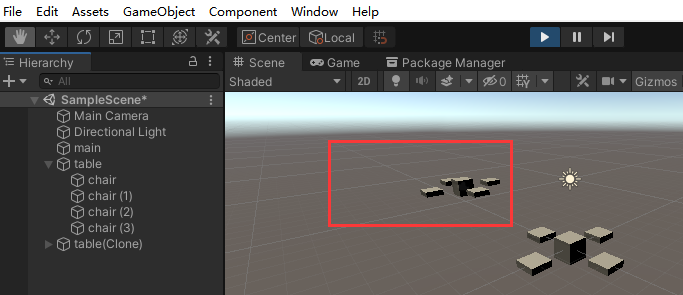 File Edit Assets GameObject Component Window Help
Center Local
Hierarchy
Scene Game Package Manager
All
Shaded 2D 0 Gizmos
SampleScene*
Main Camera
Directional Light
main
table
chair
chair (1)
chair (2)
chair (3)
table(Clone)